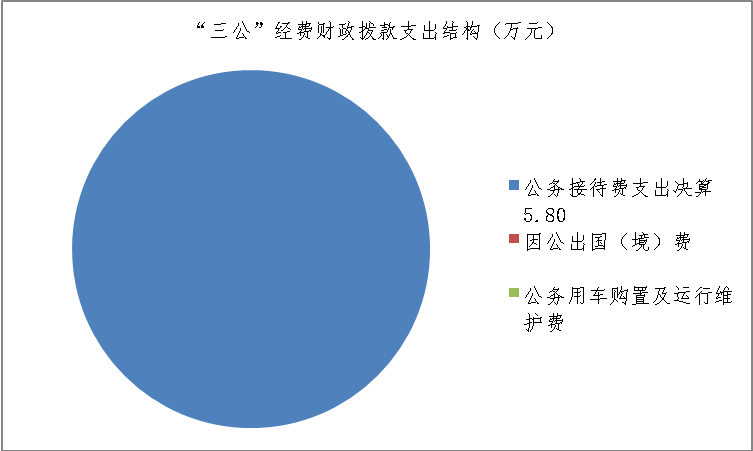 “三公”经费财政拨款支出结构（万元）
公务接待费支出决算
5.80
因公出国（境）费
公务用车购置及运行维
护费